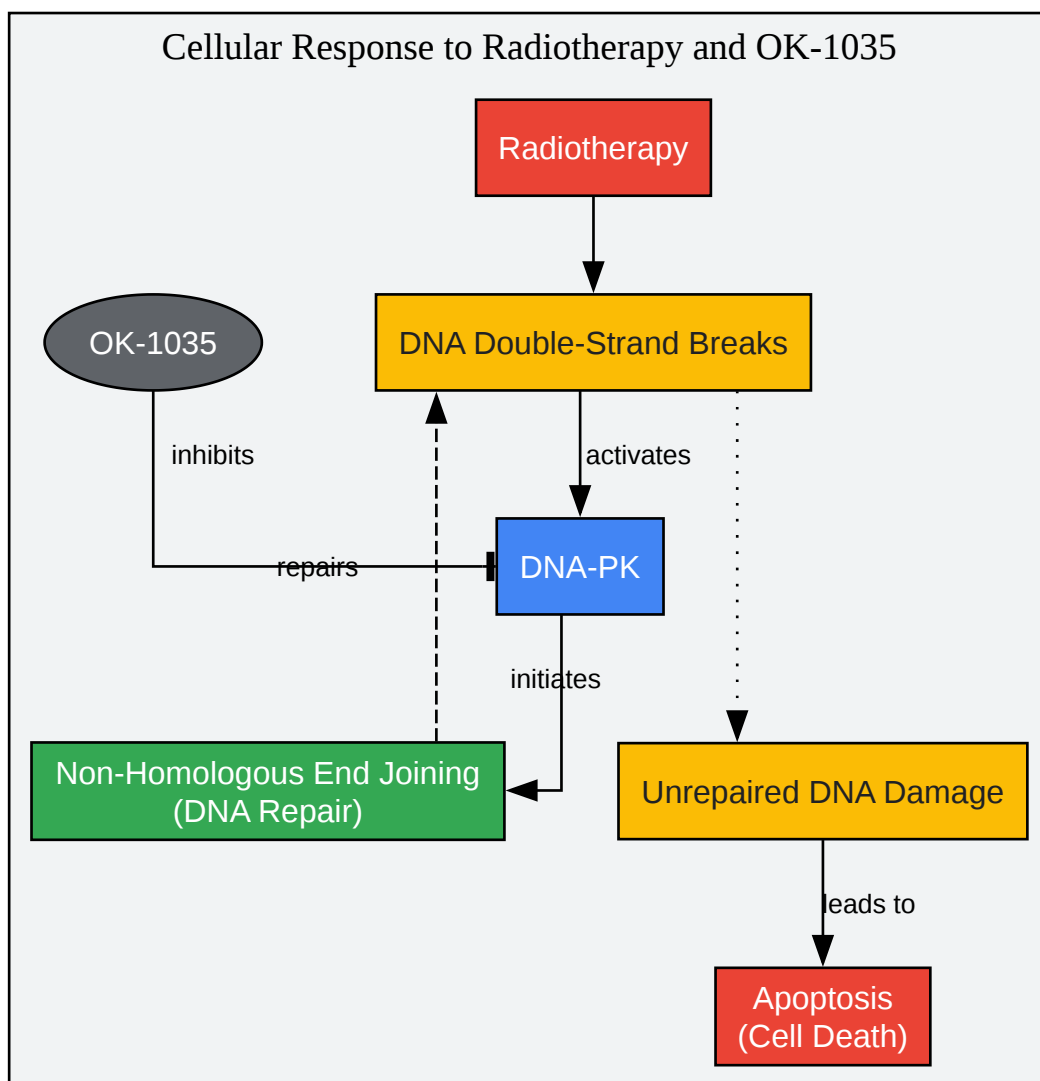 Cellular Response to Radiotherapy and OK-1035
Radiotherapy
OK-1035
DNA Double-Strand Breaks
inhibits
activates
repairs
DNA-PK
initiates
Non-Homologous End Joining
(DNA Repair)
Unrepaired DNA Damage
leads to
Apoptosis
(Cell Death)